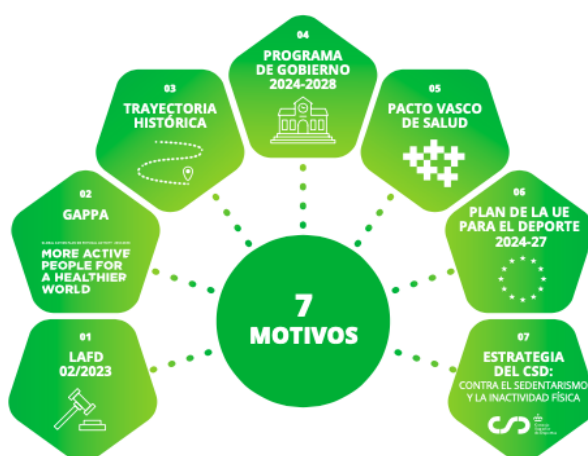 04
PROGRAMA
DE GOBIERNO
2024-2028
03
TRAYECTORIA
HISTÓRICA
05
PACTO VASCO
DE SALUD
02
GAPPA
MORE ACTIVE
PEOPLE FOR
A HEALTHIER
WORLD
06
PLAN DE LA UE
PARA EL DEPORTE
2024-27
7
MOTIVOS
01
LAFD
02/2023
07
ESTRATEGIA
DEL CSD:
CONTRA EL SEDENTARISMO
Y LA INACTIVIDAD FÍSICA
CSD